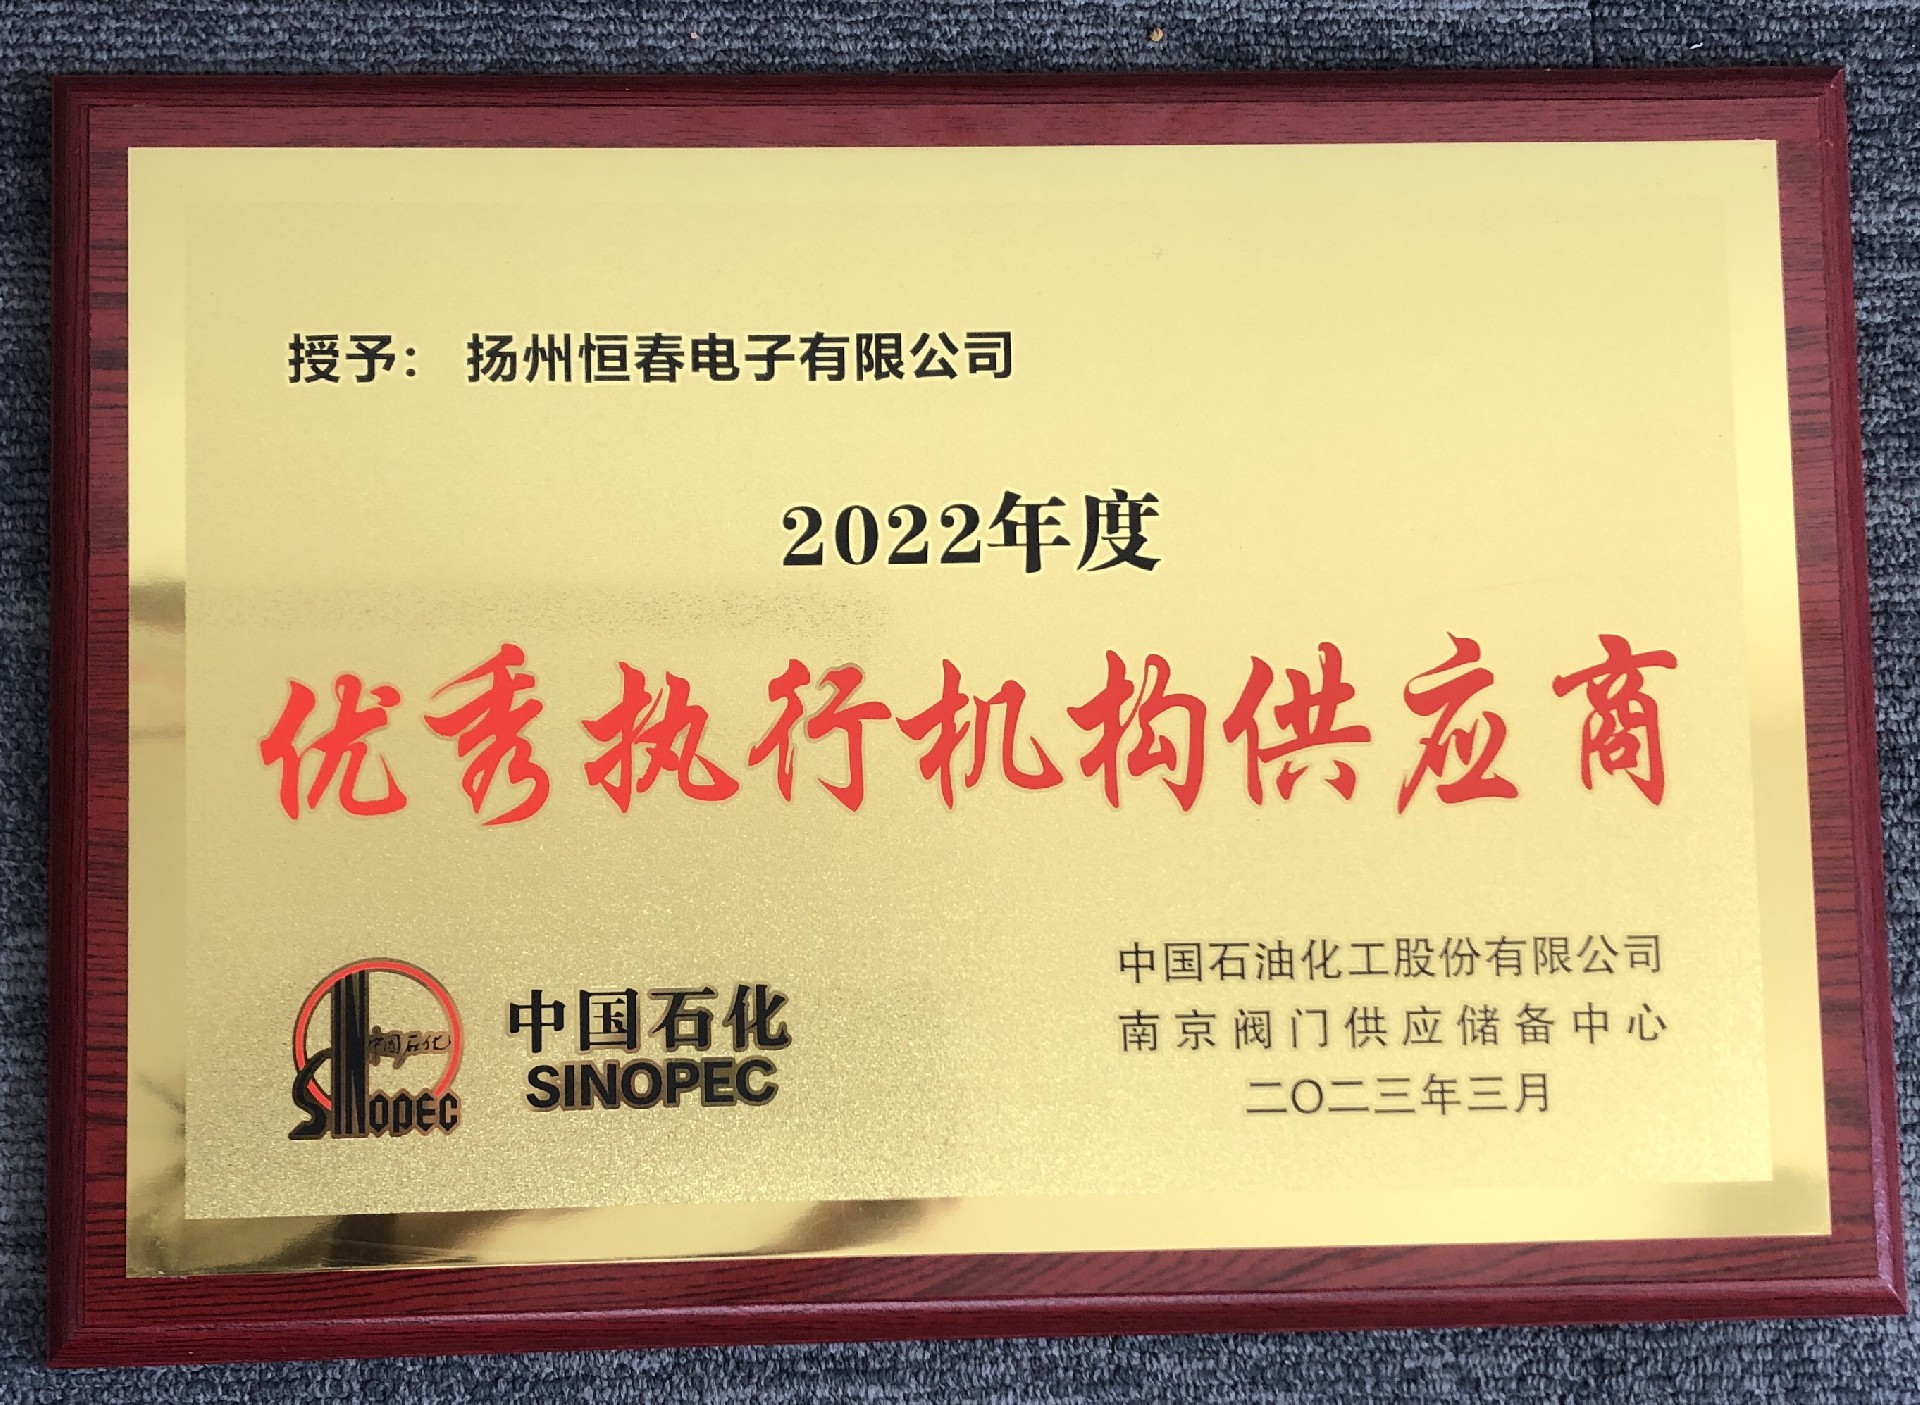 授予： 扬州恒春电子有限公司
2022年度
优秀执行机构供应商
中国石化
SINOPEC
中国石化
SINOPEC
中国石油化工股份有限公司
南京阀门供应储备中心
二〇二三年三月